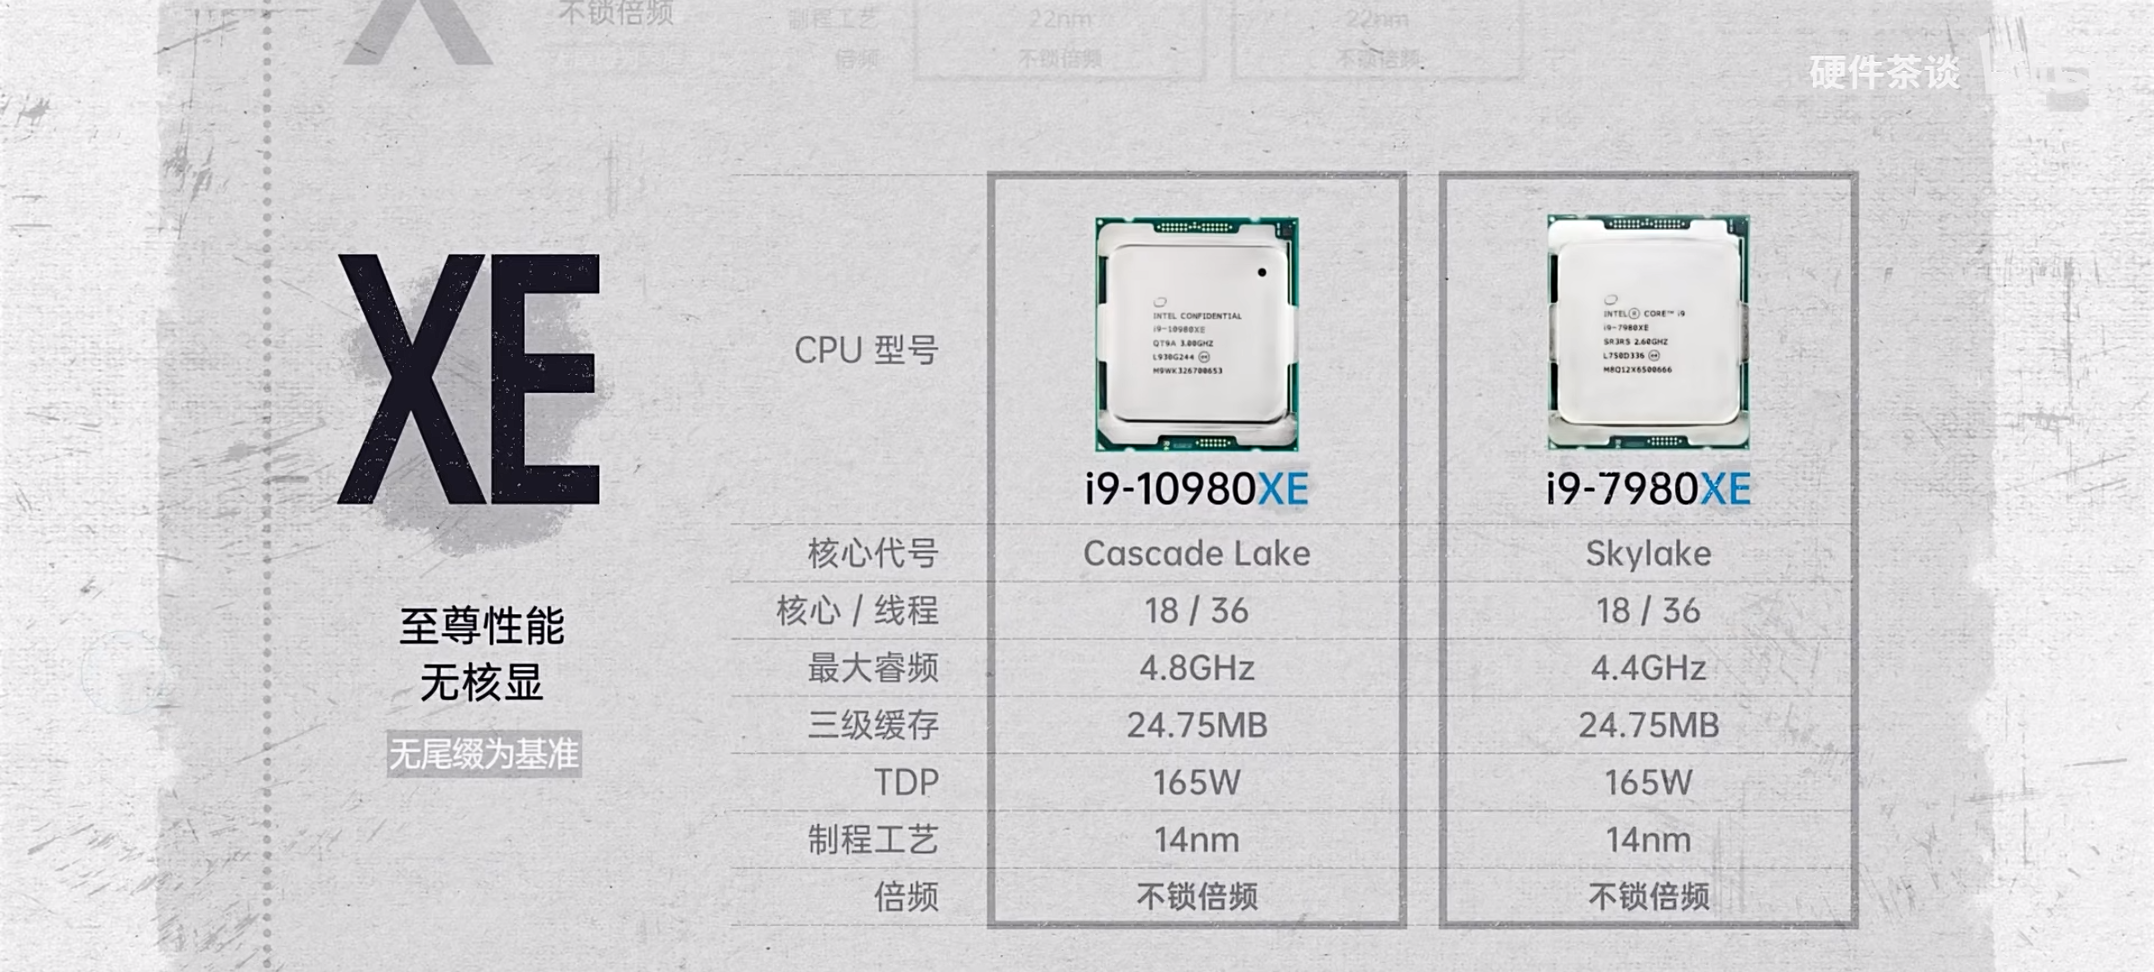 不锁倍频
制程工艺 22nm 22nm
倍频 不锁倍频 不锁倍频
硬件茶谈
XE
至尊性能
无核显
无尾缀为基准
CPU 型号
INTEL CONFIDENTIAL
i9-10980XE
QT9A 3.00GHZ
L930G244
M9WK326700653
i9-10980XE
INTEL® CORE™ i9
i9-7980XE
SR3RS 2.60GHZ
L750D336
M8Q12X6500666
i9-7980XE
核心代号 Cascade Lake Skylake
核心 / 线程 18 / 36 18 / 36
最大睿频 4.8GHz 4.4GHz
三级缓存 24.75MB 24.75MB
TDP 165W 165W
制程工艺 14nm 14nm
倍频 不锁倍频 不锁倍频